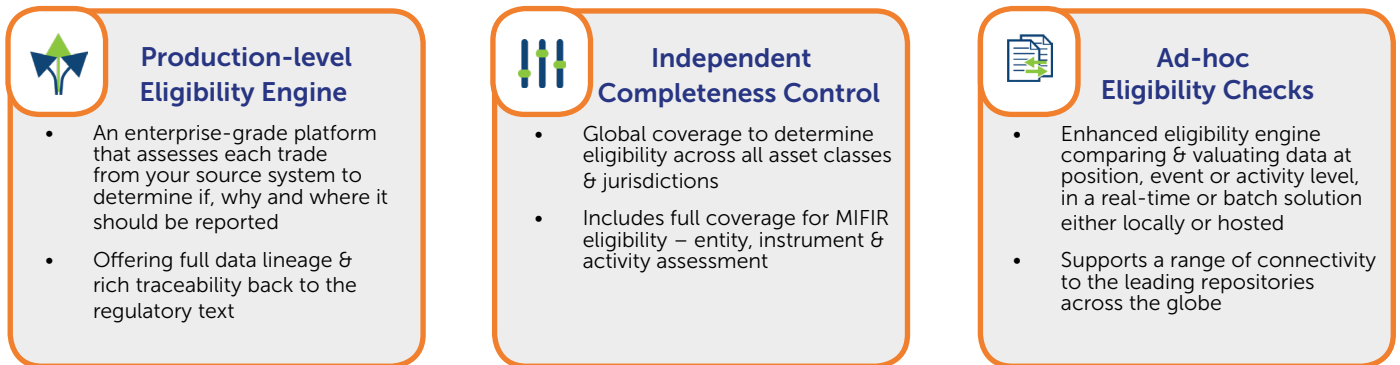 Production-level
Eligibility Engine
• An enterprise-grade platform
that assesses each trade
from your source system to
determine if, why and where it
should be reported
• Offering full data lineage &
rich traceability back to the
regulatory text
Independent
Completeness Control
• Global coverage to determine
eligibility across all asset classes
& jurisdictions
• Includes full coverage for MIFIR
eligibility – entity, instrument &
activity assessment
Ad-hoc
Eligibility Checks
• Enhanced eligibility engine
comparing & valuating data at
position, event or activity level,
in a real-time or batch solution
either locally or hosted
• Supports a range of connectivity
to the leading repositories
across the globe